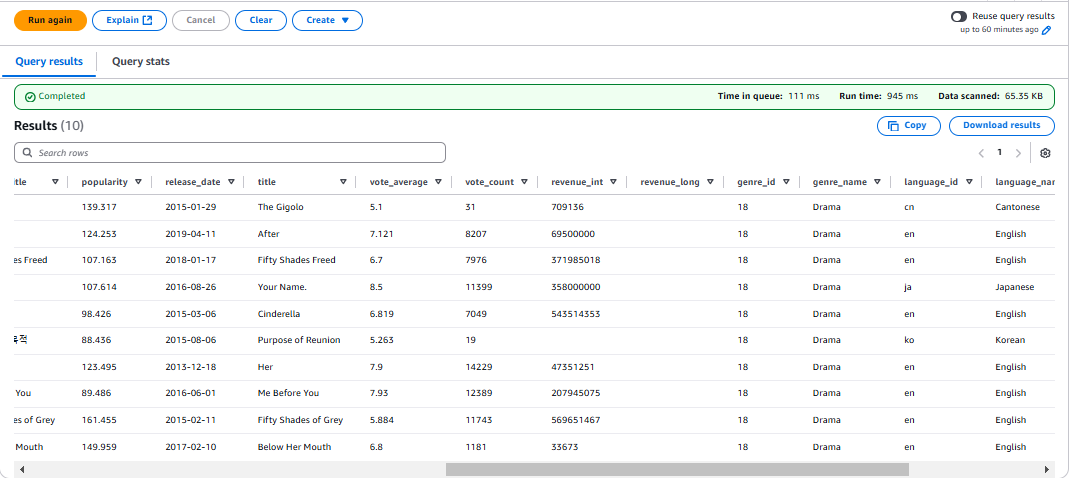 Run again Explain Cancel Clear Create Reuse query results
up to 60 minutes ago
Query results Query stats
Completed Time in queue: 111 ms Run time: 945 ms Data scanned: 65.35 KB
Results (10) Copy Download results
Search rows 1
itle popularity release_date title vote_average vote_count revenue_int revenue_long genre_id genre_name language_id language_nam
139.317 2015-01-29 The Gigolo 5.1 31 709136 18 Drama cn Cantonese
124.253 2019-04-11 After 7.121 8207 69500000 18 Drama en English
es Freed 107.163 2018-01-17 Fifty Shades Freed 6.7 7976 371985018 18 Drama en English
107.614 2016-08-26 Your Name. 8.5 11399 358000000 18 Drama ja Japanese
98.426 2015-03-06 Cinderella 6.819 7049 543514353 18 Drama en English
목적 88.436 2015-08-06 Purpose of Reunion 5.263 19 18 Drama ko Korean
123.495 2013-12-18 Her 7.9 14229 47351251 18 Drama en English
You 89.486 2016-06-01 Me Before You 7.93 12389 207945075 18 Drama en English
es of Grey 161.455 2015-02-11 Fifty Shades of Grey 5.884 11743 569651467 18 Drama en English
Mouth 149.959 2017-02-10 Below Her Mouth 6.8 1181 33673 18 Drama en English